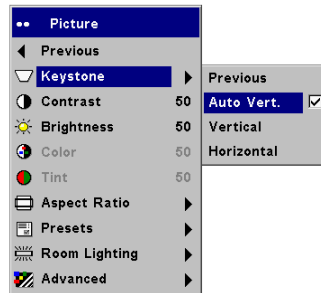 Picture
Previous
Keystone
Contrast 50
Brightness 50
Color 50
Tint 50
Aspect Ratio
Presets
Room Lighting
Advanced
Previous
Auto Vert.
Vertical
Horizontal